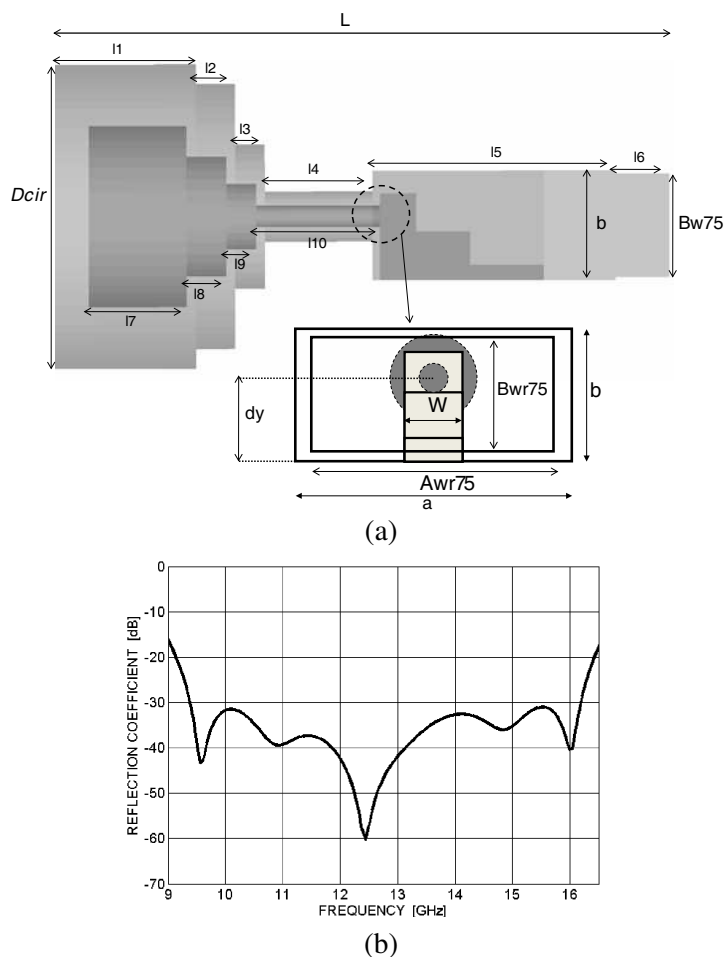 L
l1
l2
l3
l4
l5
l6
Dcir
b
Bw75
l10
l9
l8
l7
W
Bwr75
b
dy
Awr75
a
(a)
REFLECTION COEFFICIENT [dB]
0
-10
-20
-30
-40
-50
-60
-70
9 10 11 12 13 14 15 16
FREQUENCY [GHz]
(b)